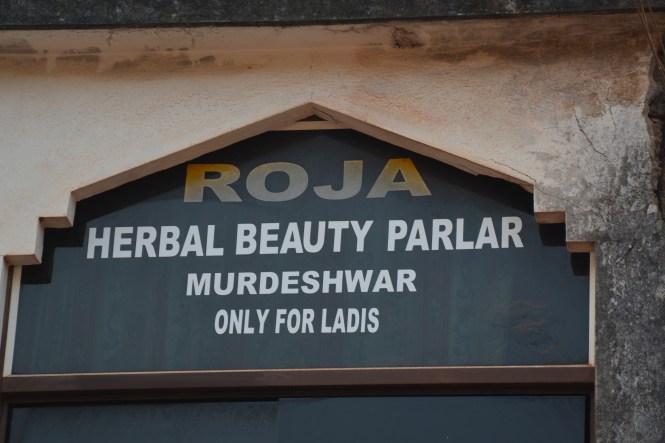 ROJA
HERBAL BEAUTY PARLAR
MURDESHWAR
ONLY FOR LADIS